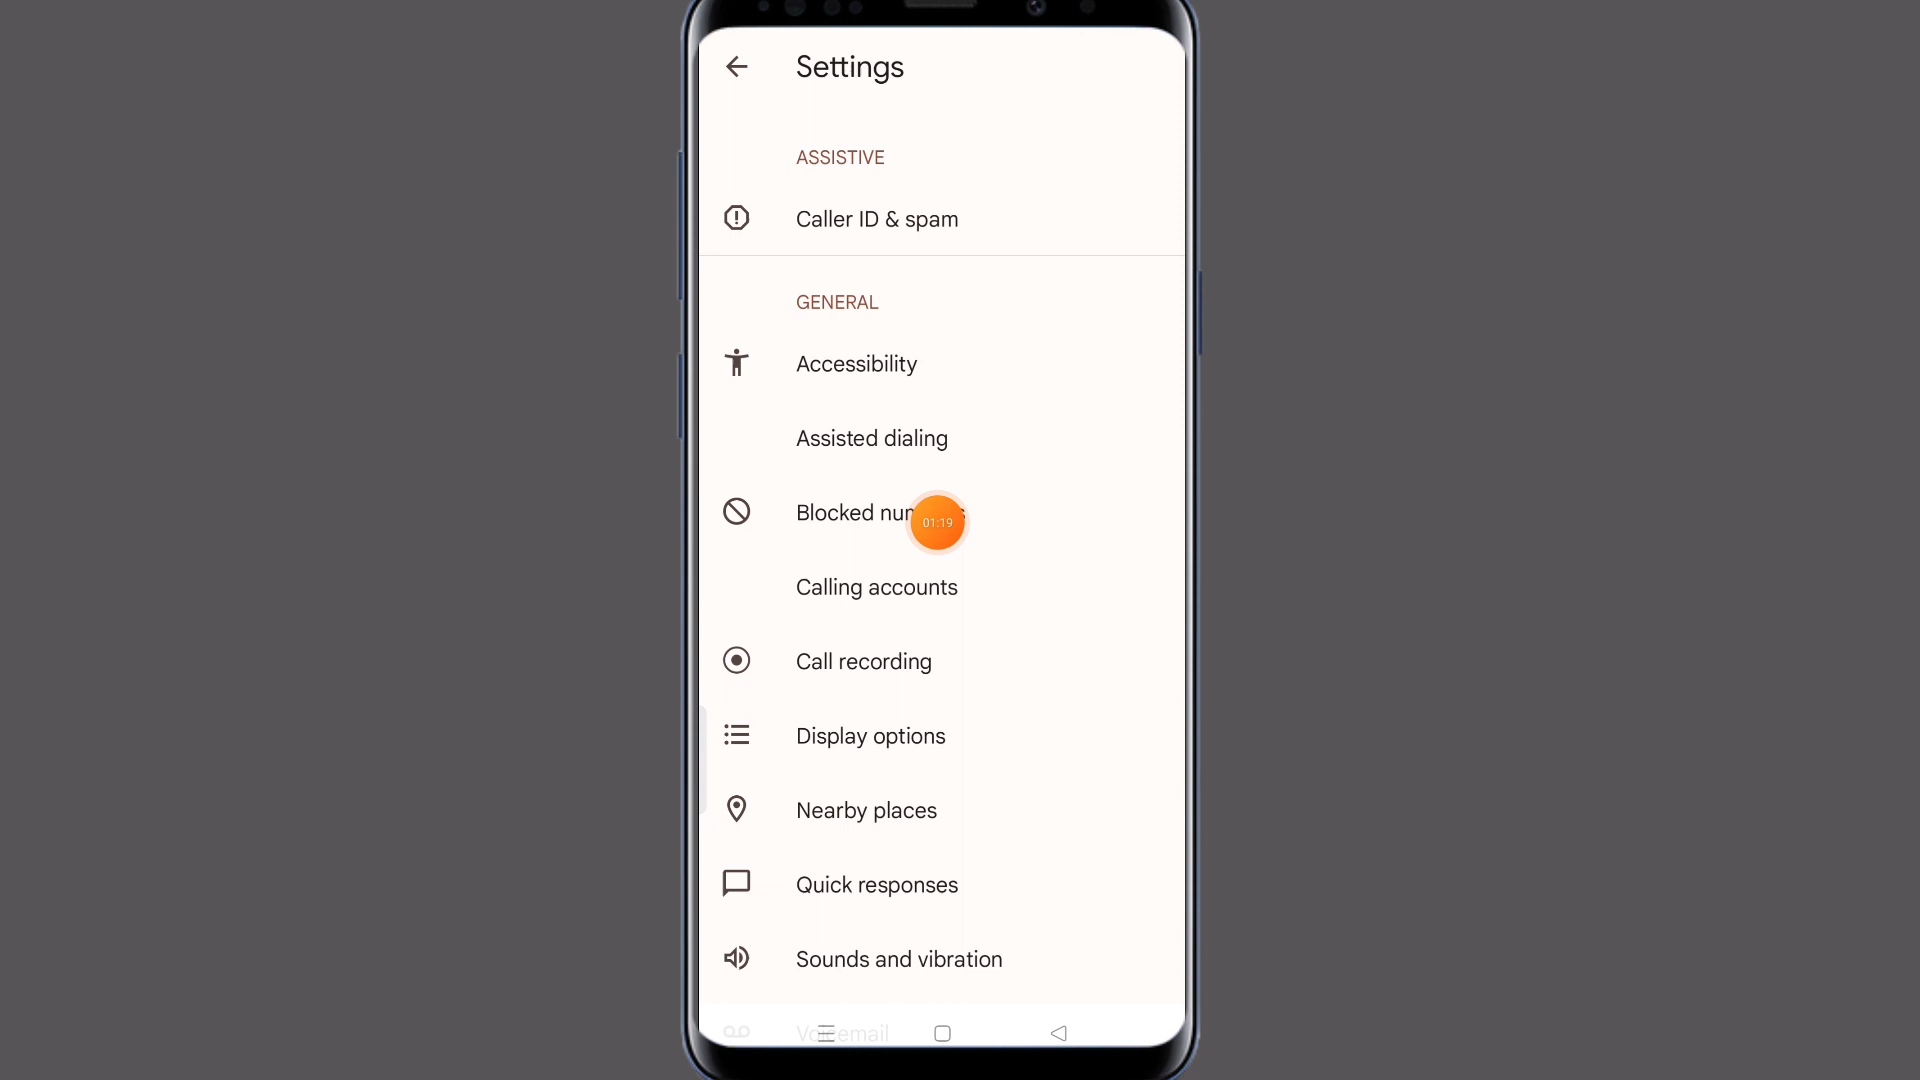 Settings
ASSISTIVE
Caller ID & spam
GENERAL
Accessibility
Assisted dialing
Blocked
01:19
Calling accounts
Call recording
Display options
Nearby places
Quick responses
Sounds and vibration
Voicemail